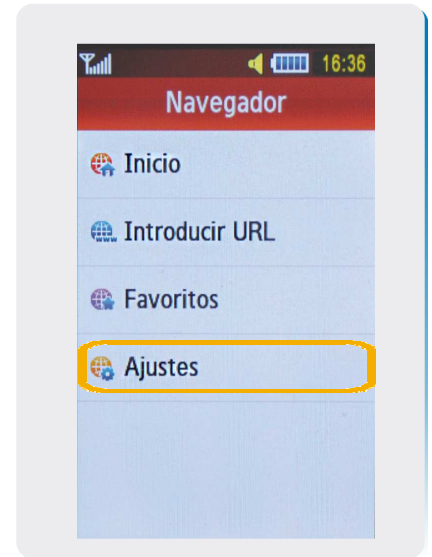 16:36
Navegador
Inicio
Introducir URL
Favoritos
Ajustes